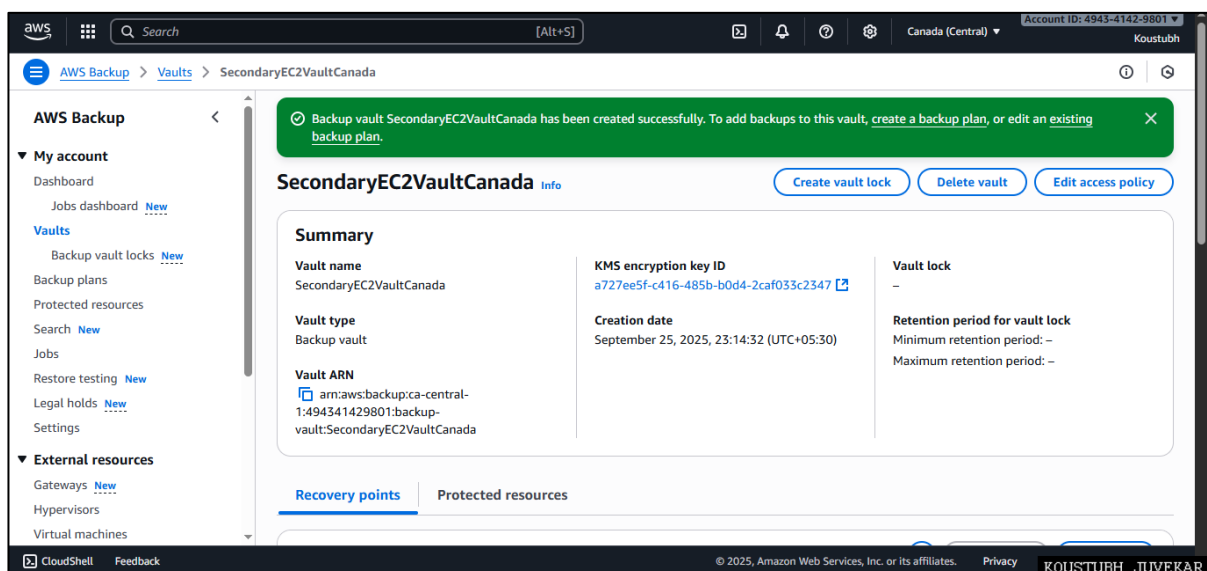 aws
Search
[Alt+S]
Canada (Central) ▼
Account ID: 4943-4142-9801 ▼
Koustubh
AWS Backup > Vaults > SecondaryEC2VaultCanada
AWS Backup
My account
Dashboard
Jobs dashboard New
Vaults
Backup vault locks New
Backup plans
Protected resources
Search New
Jobs
Restore testing New
Legal holds New
Settings
External resources
Gateways New
Hypervisors
Virtual machines
Backup vault SecondaryEC2VaultCanada has been created successfully. To add backups to this vault, create a backup plan, or edit an existing
backup plan.
SecondaryEC2VaultCanada Info
Create vault lock
Delete vault
Edit access policy
Summary
Vault name
SecondaryEC2VaultCanada
Vault type
Backup vault
Vault ARN
arn:aws:backup:ca-central-
1:494341429801:backup-
vault:SecondaryEC2VaultCanada
KMS encryption key ID
a727ee5f-c416-485b-b0d4-2caf033c2347
Creation date
September 25, 2025, 23:14:32 (UTC+05:30)
Vault lock
–
Retention period for vault lock
Minimum retention period: –
Maximum retention period: –
Recovery points
Protected resources
CloudShell Feedback
© 2025, Amazon Web Services, Inc. or its affiliates. Privacy
KOUSTUBH JUVEKAR